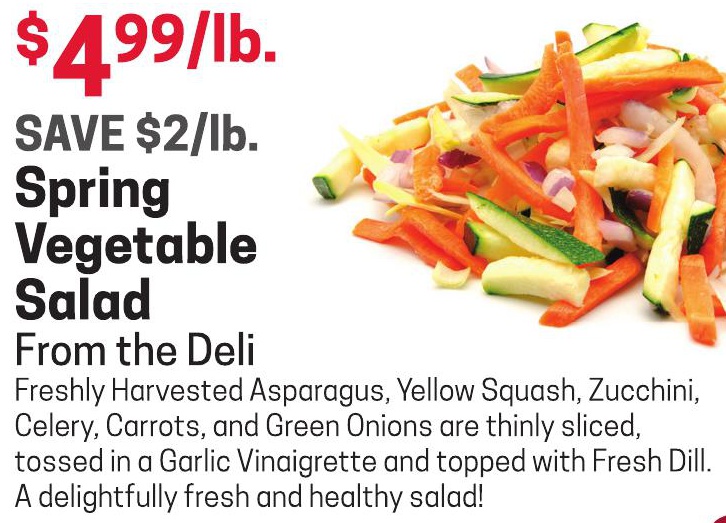 $4.99/lb.
SAVE $2/lb.
Spring
Vegetable
Salad
From the Deli
Freshly Harvested Asparagus, Yellow Squash, Zucchini,
Celery, Carrots, and Green Onions are thinly sliced,
tossed in a Garlic Vinaigrette and topped with Fresh Dill.
A delightfully fresh and healthy salad!